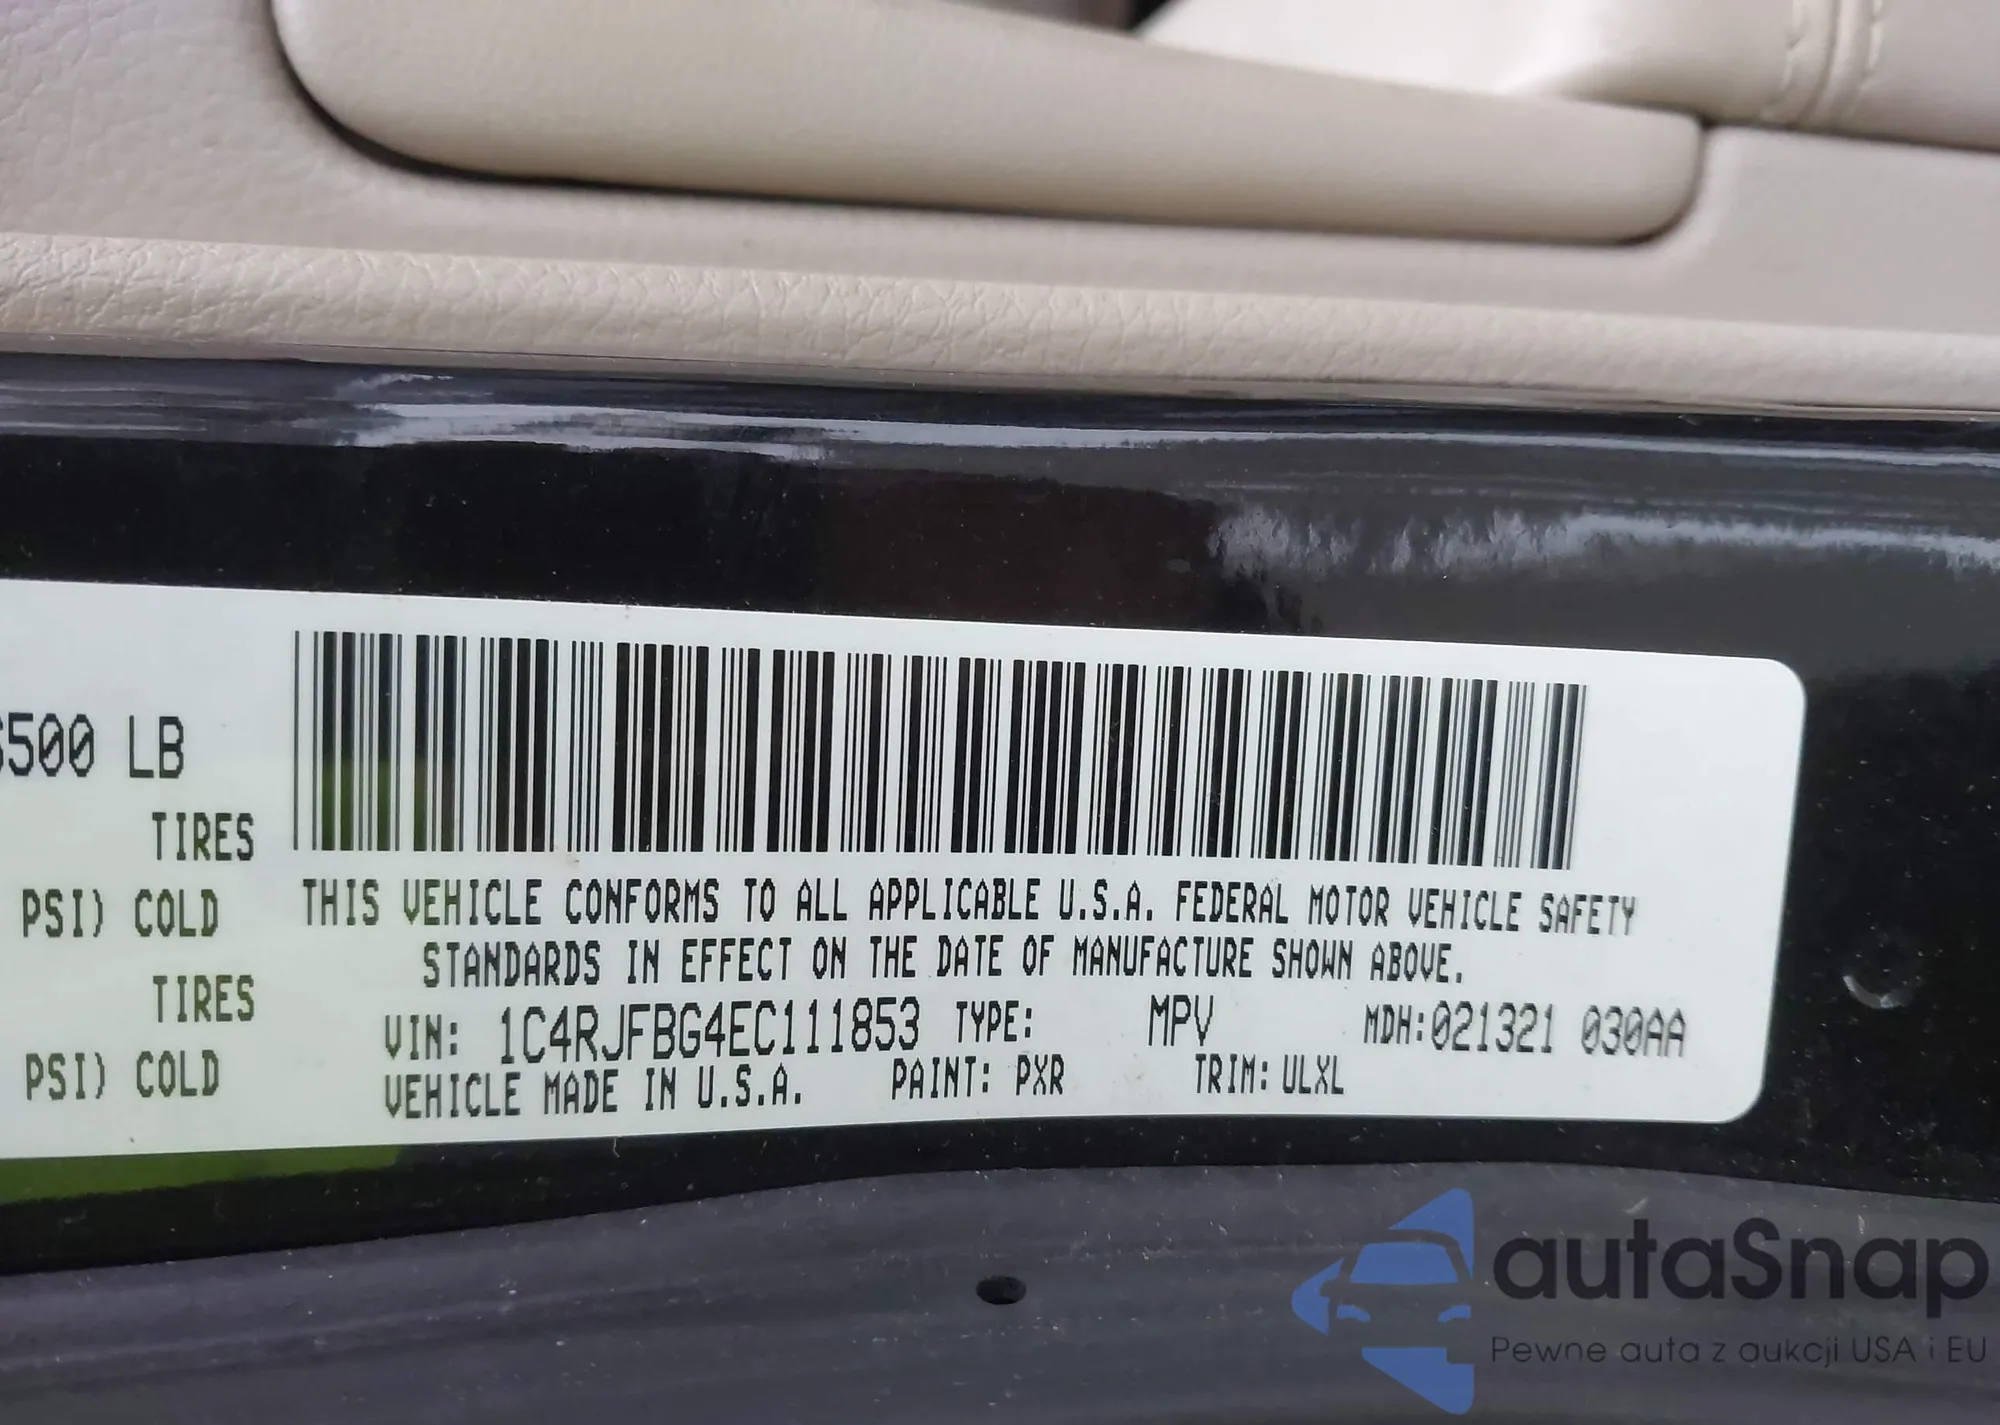 6500 LB
TIRES
PSI) COLD
TIRES
PSI) COLD
THIS VEHICLE CONFORMS TO ALL APPLICABLE U.S.A. FEDERAL MOTOR VEHICLE SAFETY
STANDARDS IN EFFECT ON THE DATE OF MANUFACTURE SHOWN ABOVE.
VIN: 1C4RJFBG4EC111853 TYPE: MPV MDH:021321 030AA
VEHICLE MADE IN U.S.A. PAINT: PXR TRIM: ULXL
autaSnap
Pewne auta z aukcji USA i EU